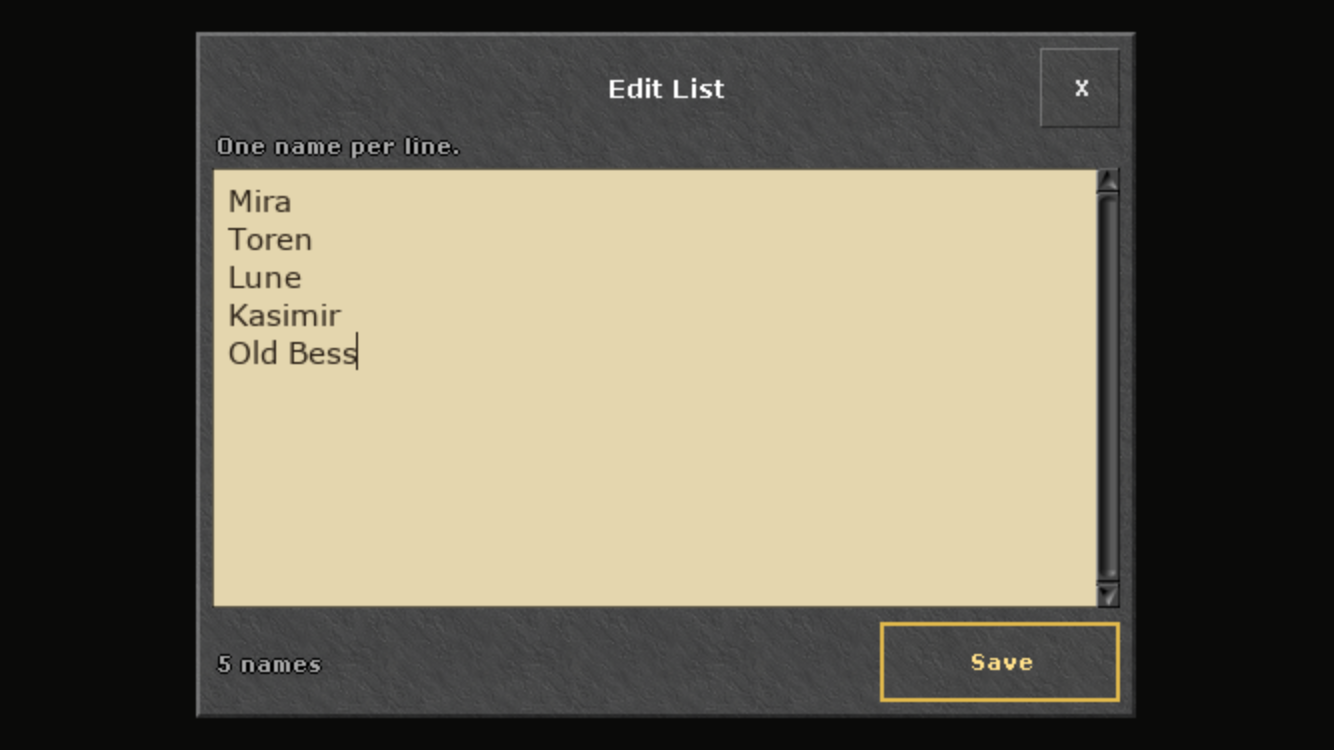 Edit List
X
One name per line.
Mira
Toren
Lune
Kasimir
Old Bess
5 names
Save